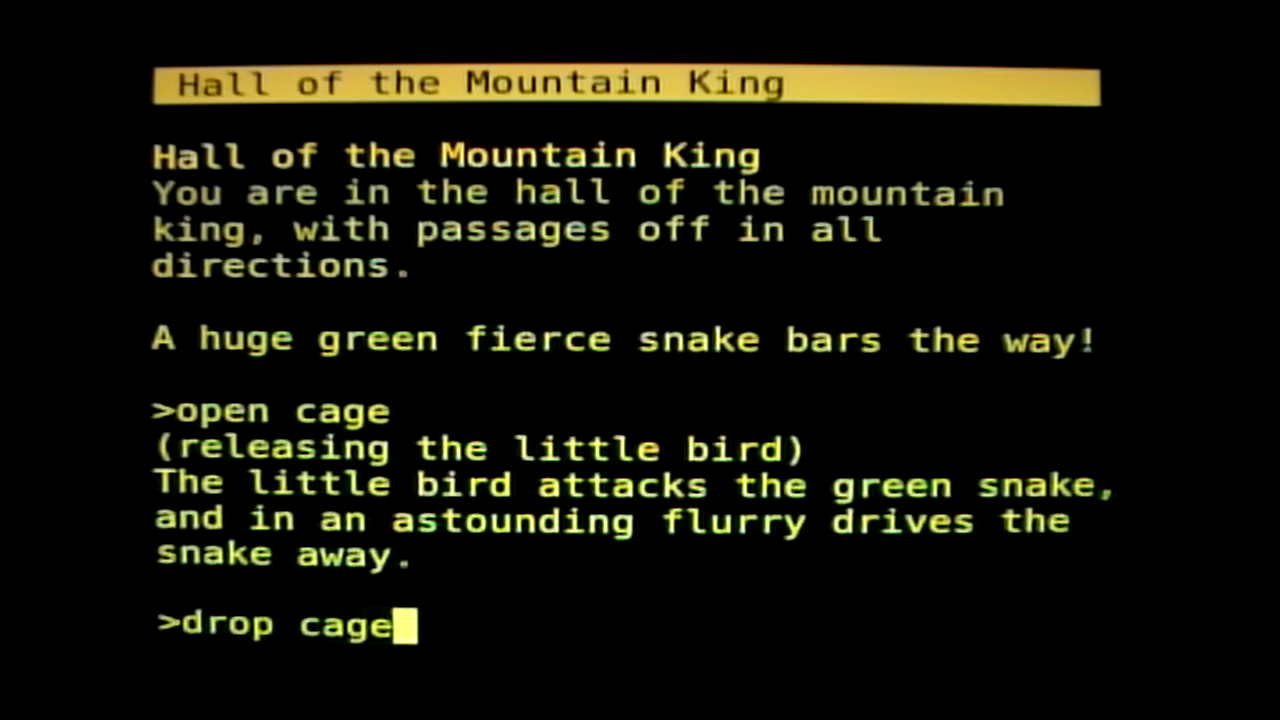 Hall of the Mountain King
Hall of the Mountain King
You are in the hall of the mountain
king, with passages off in all
directions.
A huge green fierce snake bars the way!
>open cage
(releasing the little bird)
The little bird attacks the green snake,
and in an astounding flurry drives the
snake away.
>drop cage